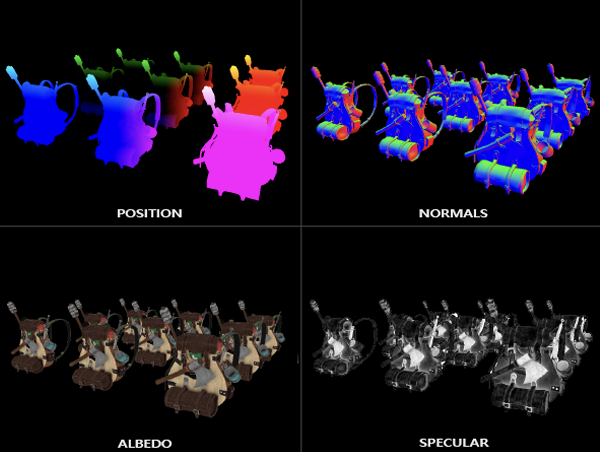 POSITION
NORMALS
ALBEDO
SPECULAR